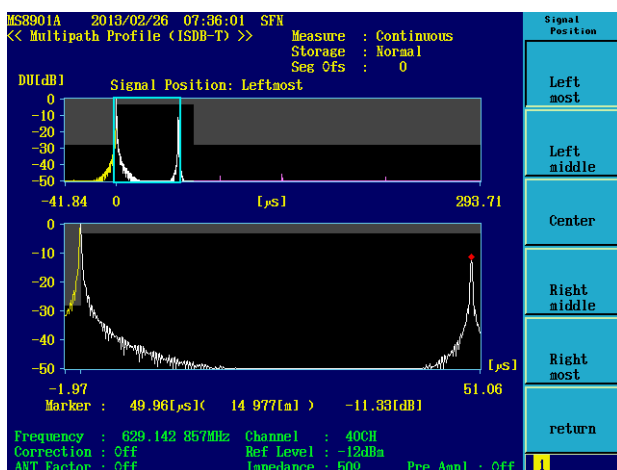 MS8901A 2013/02/26 07:36:01 SFN
<< Multipath Profile (ISDB-T) >> Measure : Continuous
Storage : Normal
Seg Ofs : 0
DU[dB] Signal Position: Leftmost
0
-10
-20
-30
-40
-50
-41.84 0 [μs] 293.71
0
-10
-20
-30
-40
-50 [μs]
-1.97 51.06
Marker : 49.96[μs]( 14 977[m] ) -11.33[dB]
Frequency : 629.142 857MHz Channel : 40CH
Correction : Off Ref Level : -12dBm
ANT Factor : Off Impedance : 50Ω Pre Ampl : Off
Signal
Position
Left
most
Left
middle
Center
Right
middle
Right
most
return
1